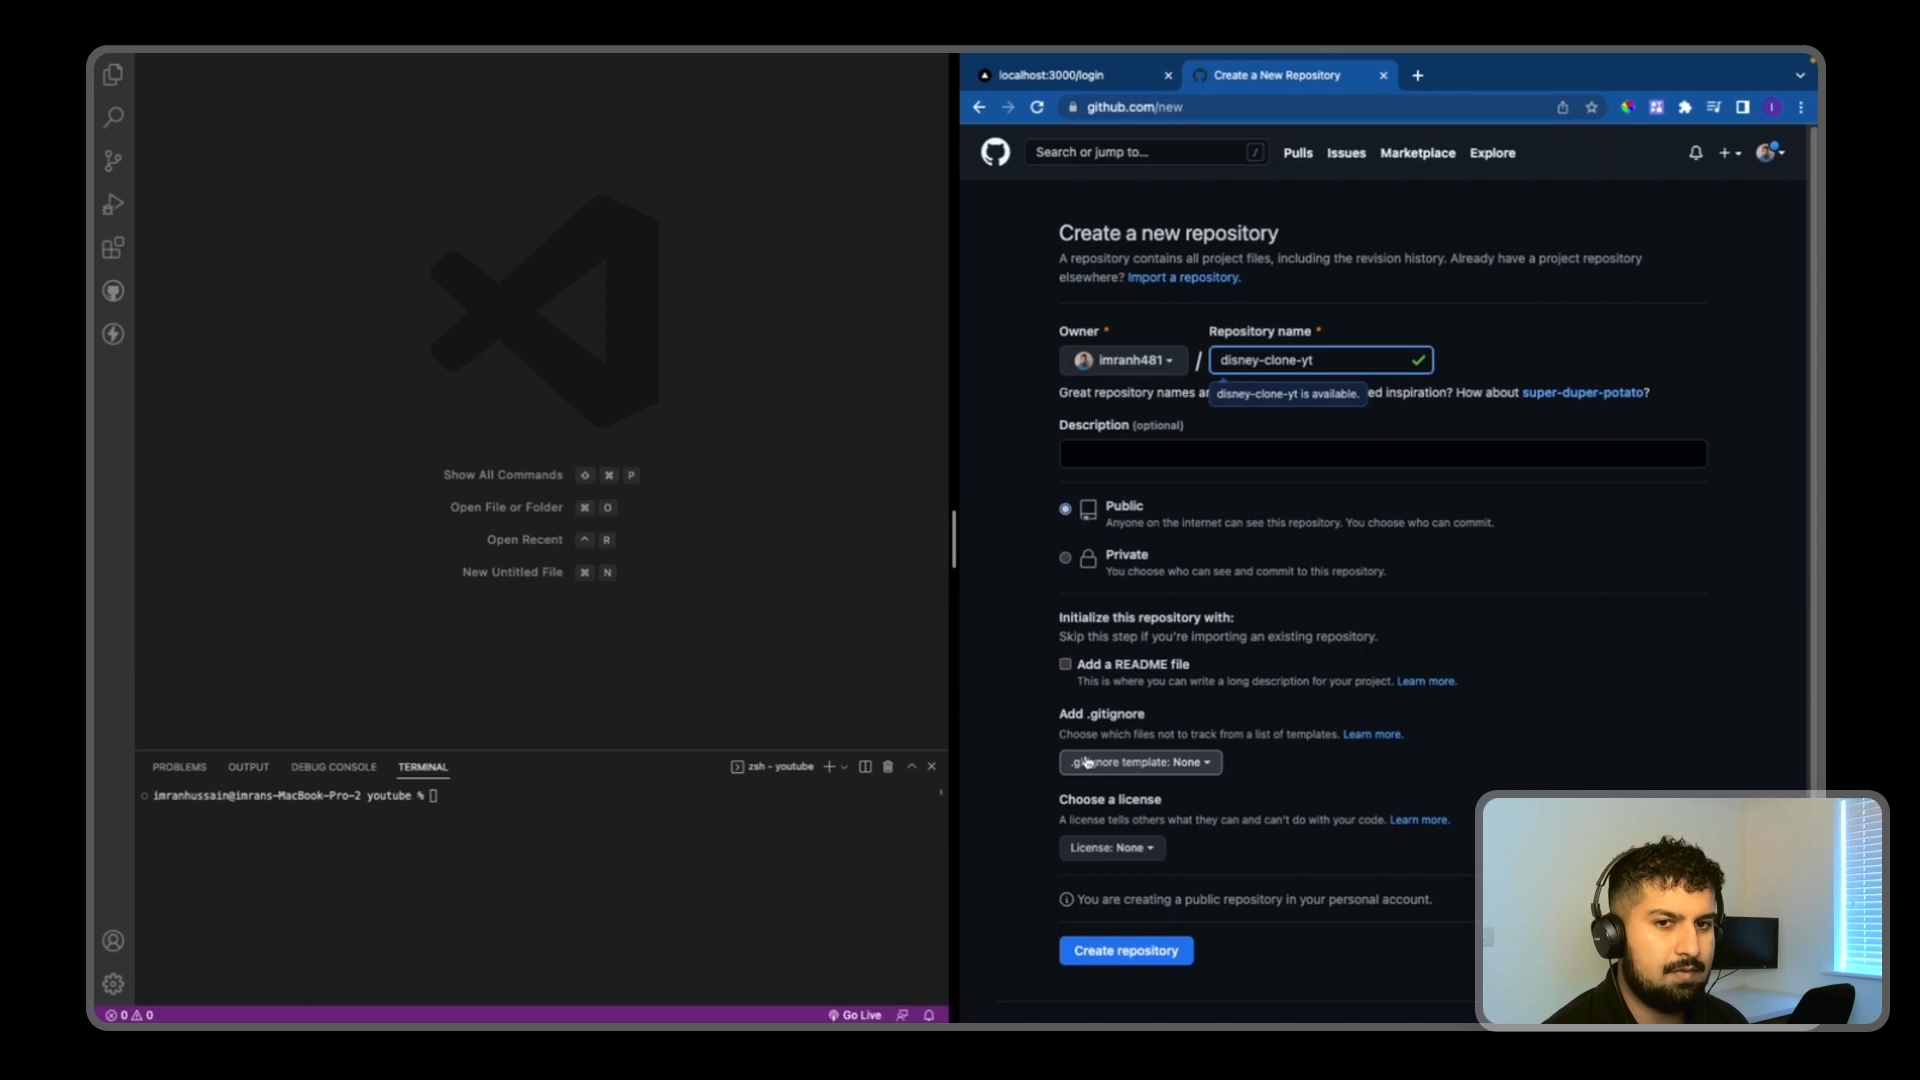 Show All Commands ⌘ P
Open File or Folder ⌘ O
Open Recent ^ R
New Untitled File ⌘ N
PROBLEMS OUTPUT DEBUG CONSOLE TERMINAL
zsh - youtube
imranhussain@imrans-MacBook-Pro-2 youtube %
0 0
Go Live
localhost:3000/login
Create a New Repository
github.com/new
I
Search or jump to... /
Pulls Issues Marketplace Explore
Create a new repository
A repository contains all project files, including the revision history. Already have a project repository
elsewhere? Import a repository.
Owner * Repository name *
imranh481 / disney-clone-yt
Great repository names ar disney-clone-yt is available. ed inspiration? How about super-duper-potato?
Description (optional)
Public
Anyone on the internet can see this repository. You choose who can commit.
Private
You choose who can see and commit to this repository.
Initialize this repository with:
Skip this step if you're importing an existing repository.
Add a README file
This is where you can write a long description for your project. Learn more.
Add .gitignore
Choose which files not to track from a list of templates. Learn more.
.gitignore template: None
Choose a license
A license tells others what they can and can't do with your code. Learn more.
License: None
You are creating a public repository in your personal account.
Create repository